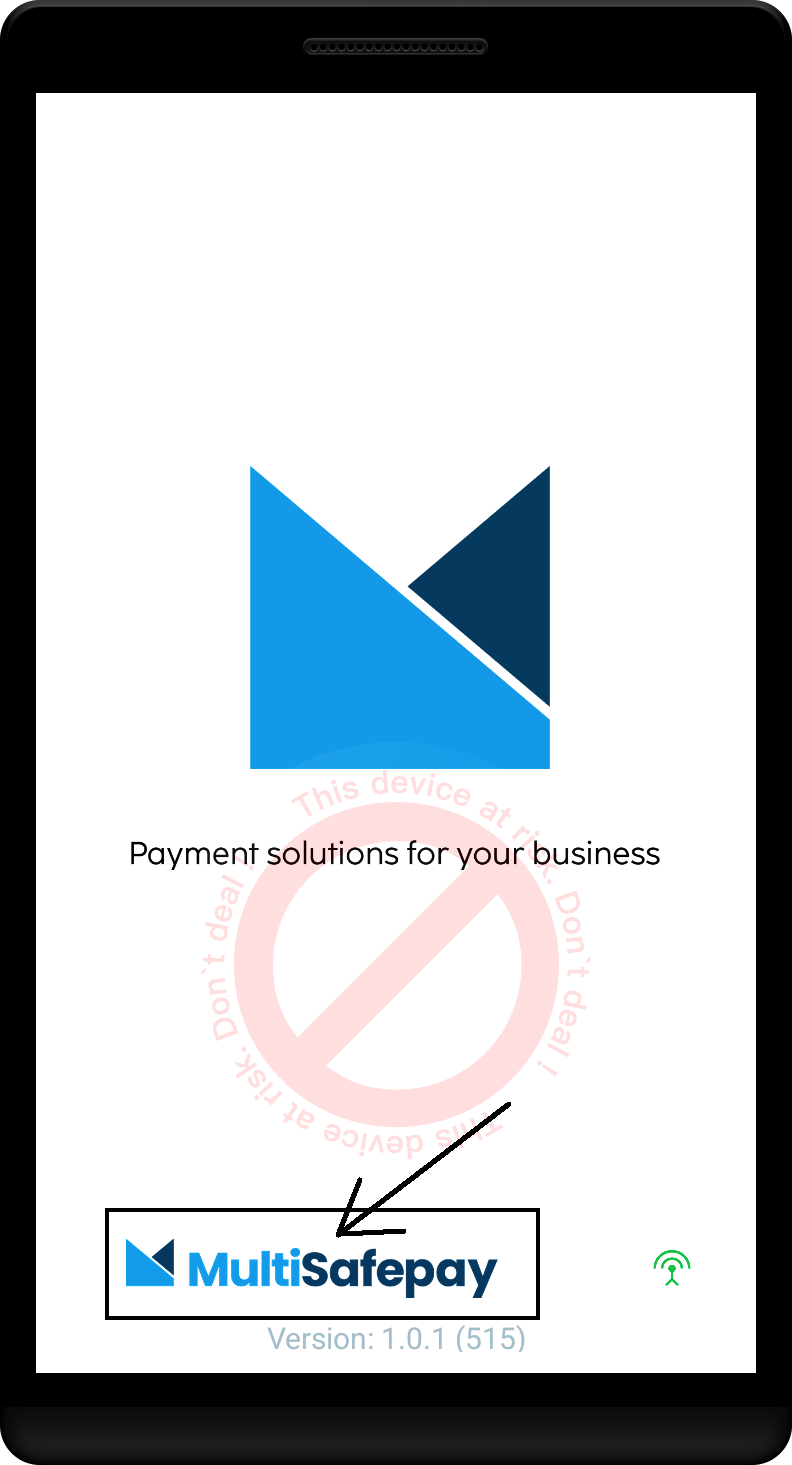 This device at risk. Don`t deal !
Payment solutions for your business
This device at risk. Don`t deal !
MultiSafepay
Version: 1.0.1 (515)